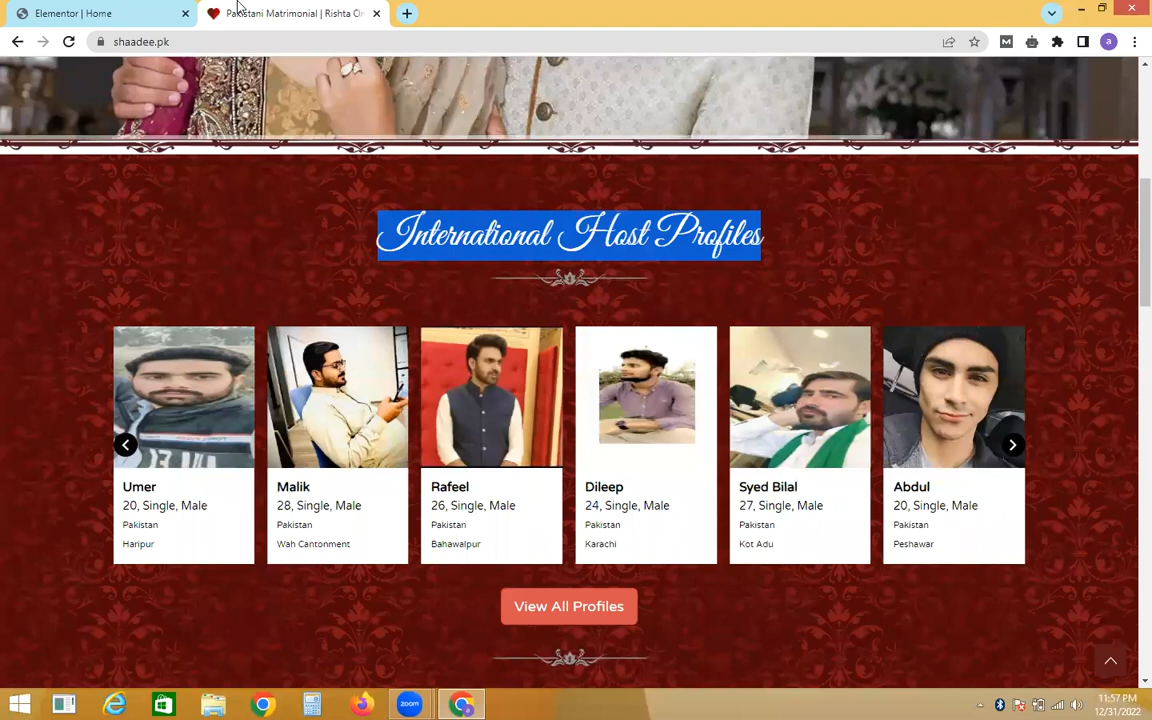 Elementor | Home
Pakistani Matrimonial | Rishta On
shaadee.pk
M
a
International Host Profiles
Umer
20, Single, Male
Pakistan
Haripur
Malik
28, Single, Male
Pakistan
Wah Cantonment
Rafeel
26, Single, Male
Pakistan
Bahawalpur
Dileep
24, Single, Male
Pakistan
Karachi
Syed Bilal
27, Single, Male
Pakistan
Kot Adu
Abdul
20, Single, Male
Pakistan
Peshawar
View All Profiles
zoom
a
11:57 PM
12/31/2022